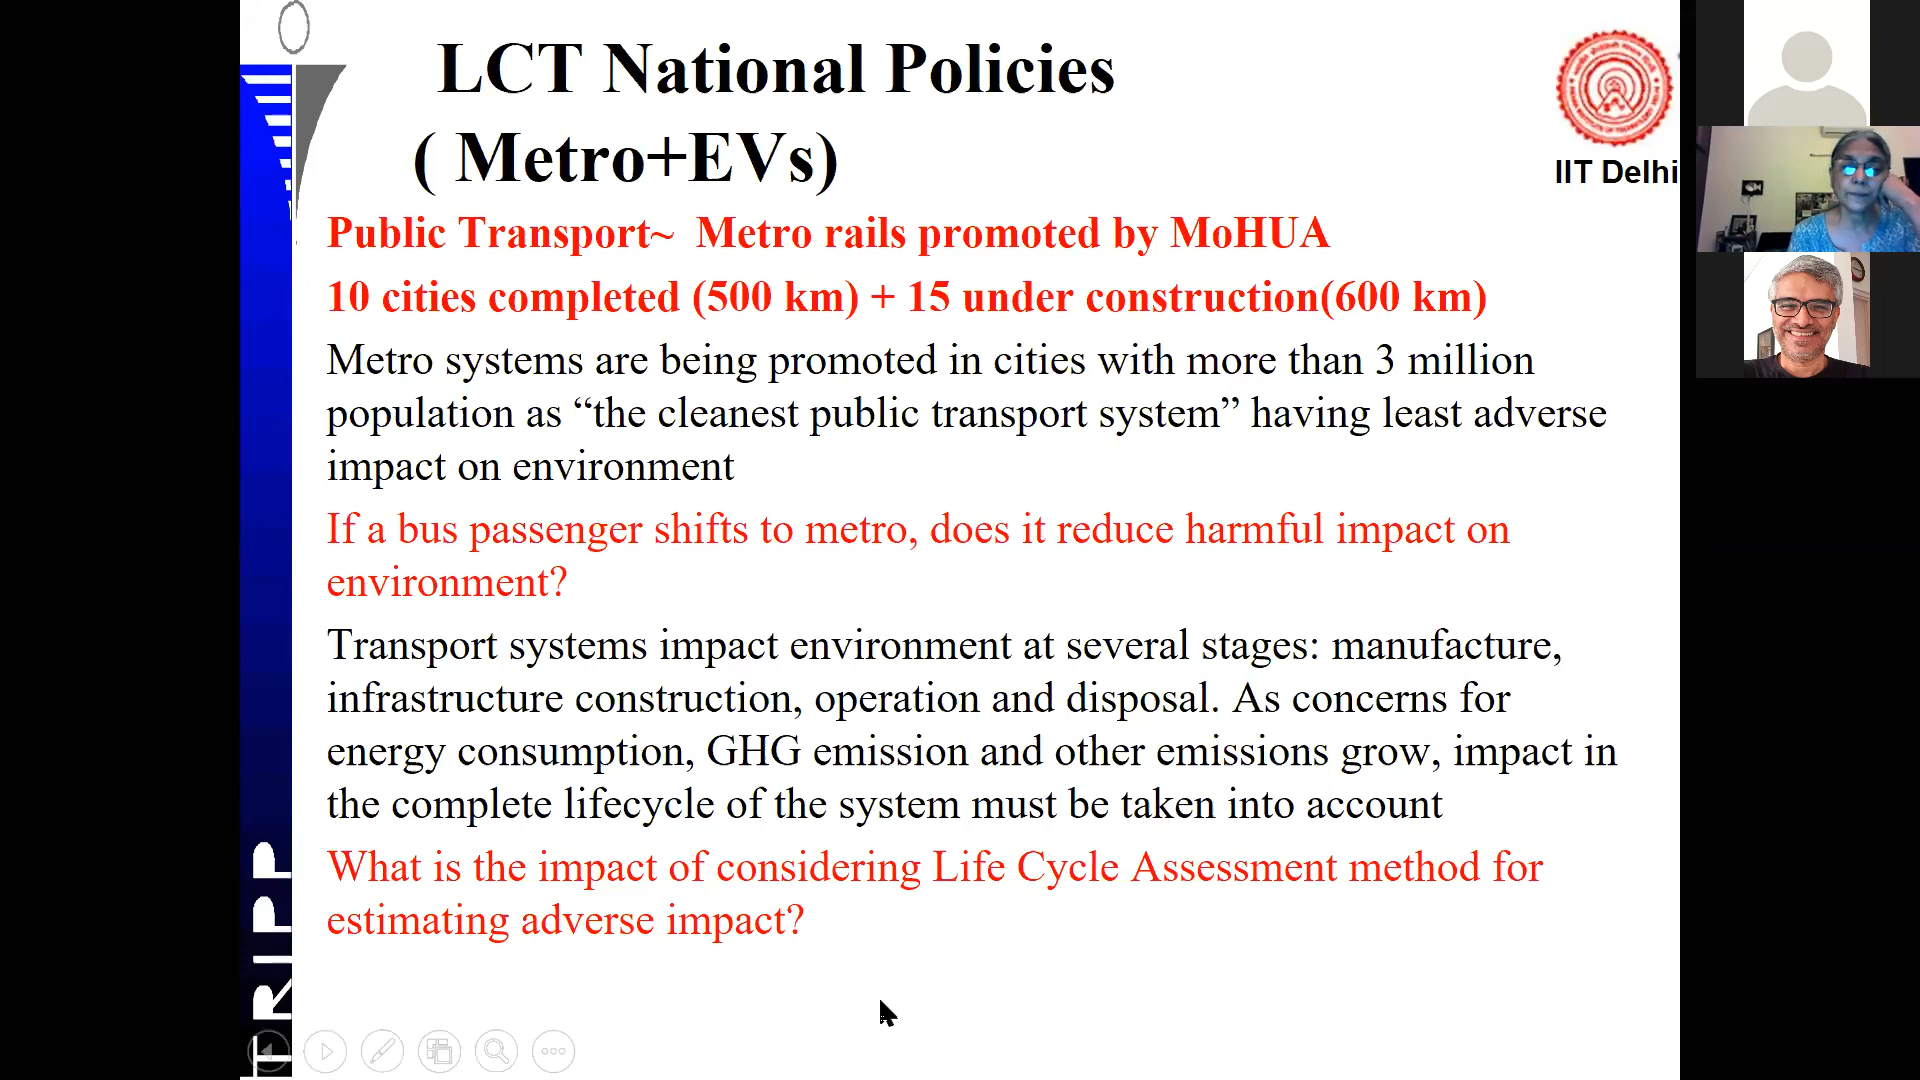 LCT National Policies
( Metro+EVs)
IIT Delhi
Public Transport~ Metro rails promoted by MoHUA
10 cities completed (500 km) + 15 under construction(600 km)
Metro systems are being promoted in cities with more than 3 million
population as “the cleanest public transport system” having least adverse
impact on environment
If a bus passenger shifts to metro, does it reduce harmful impact on
environment?
Transport systems impact environment at several stages: manufacture,
infrastructure construction, operation and disposal. As concerns for
energy consumption, GHG emission and other emissions grow, impact in
the complete lifecycle of the system must be taken into account
What is the impact of considering Life Cycle Assessment method for
estimating adverse impact?
TRIPP